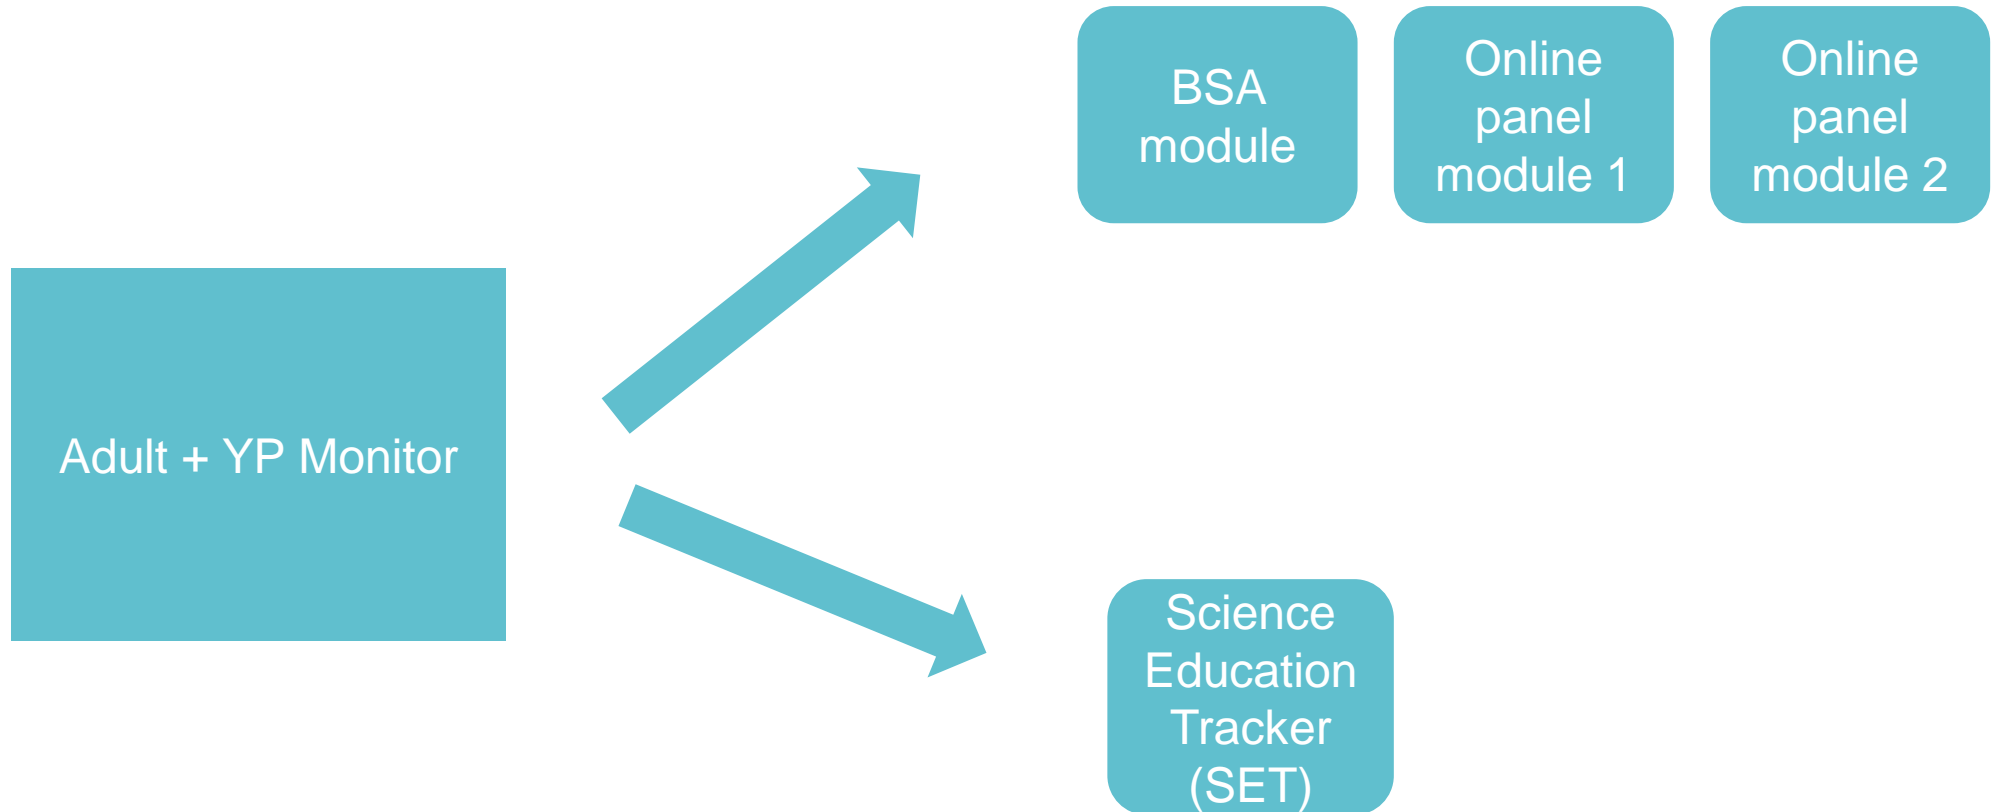 BSA
module
Online
panel
module 1
Online
panel
module 2
Adult + YP Monitor
Science
Education
Tracker
(SET)